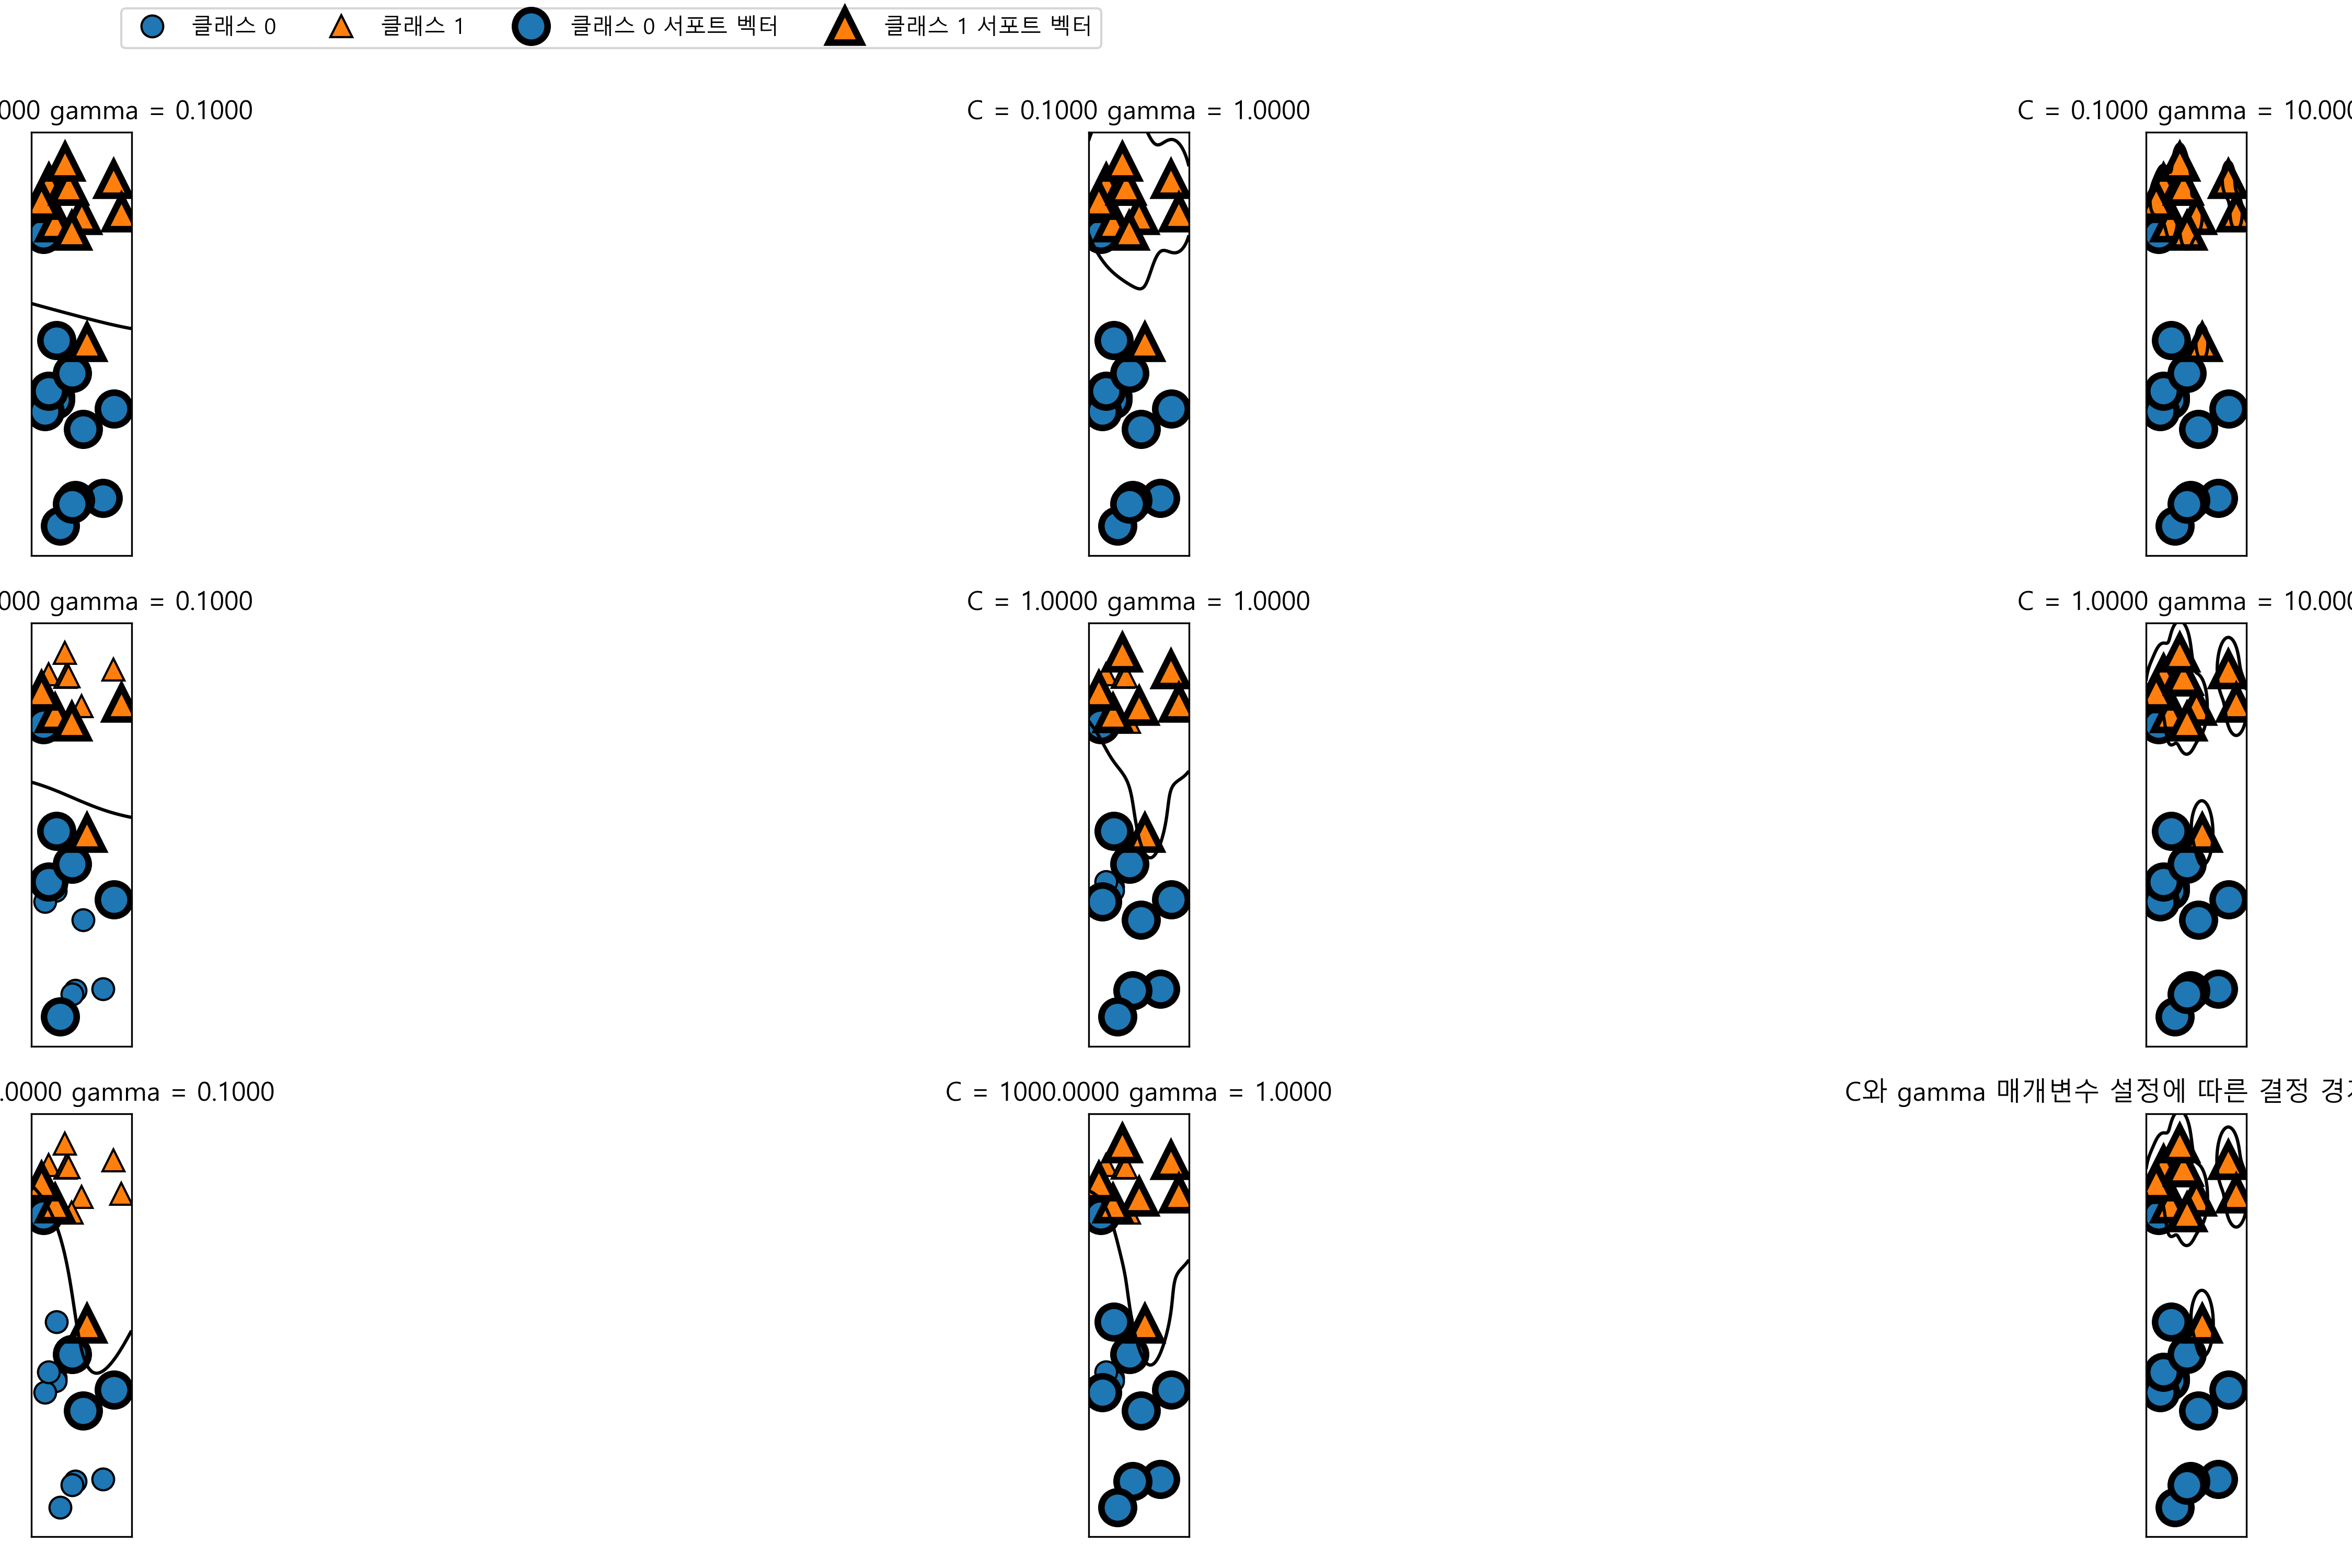 클래스 0 클래스 1 클래스 0 서포트 벡터 클래스 1 서포트 벡터
000 gamma = 0.1000 C = 0.1000 gamma = 1.0000 C = 0.1000 gamma = 10.000
000 gamma = 0.1000 C = 1.0000 gamma = 1.0000 C = 1.0000 gamma = 10.000
.0000 gamma = 0.1000 C = 1000.0000 gamma = 1.0000 C와 gamma 매개변수 설정에 따른 결정 경